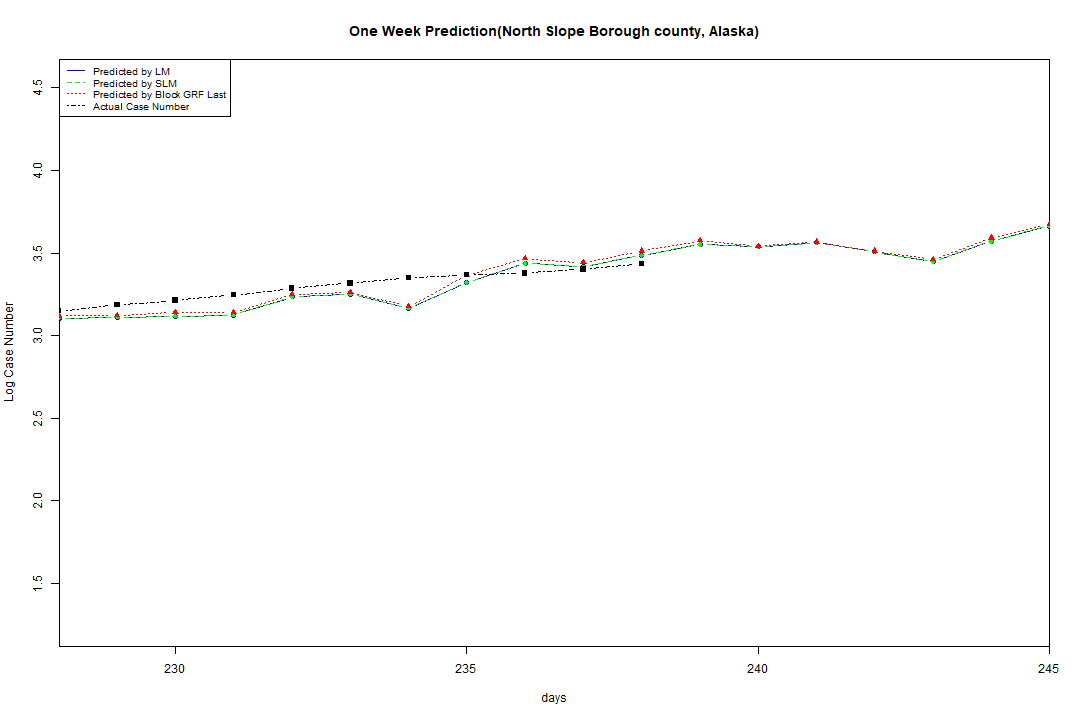 One Week Prediction(North Slope Borough county, Alaska)
Predicted by LM
Predicted by SLM
Predicted by Block GRF Last
Actual Case Number
4.5
4.0
3.5
3.0
2.5
2.0
1.5
Log Case Number
230
235
240
245
days